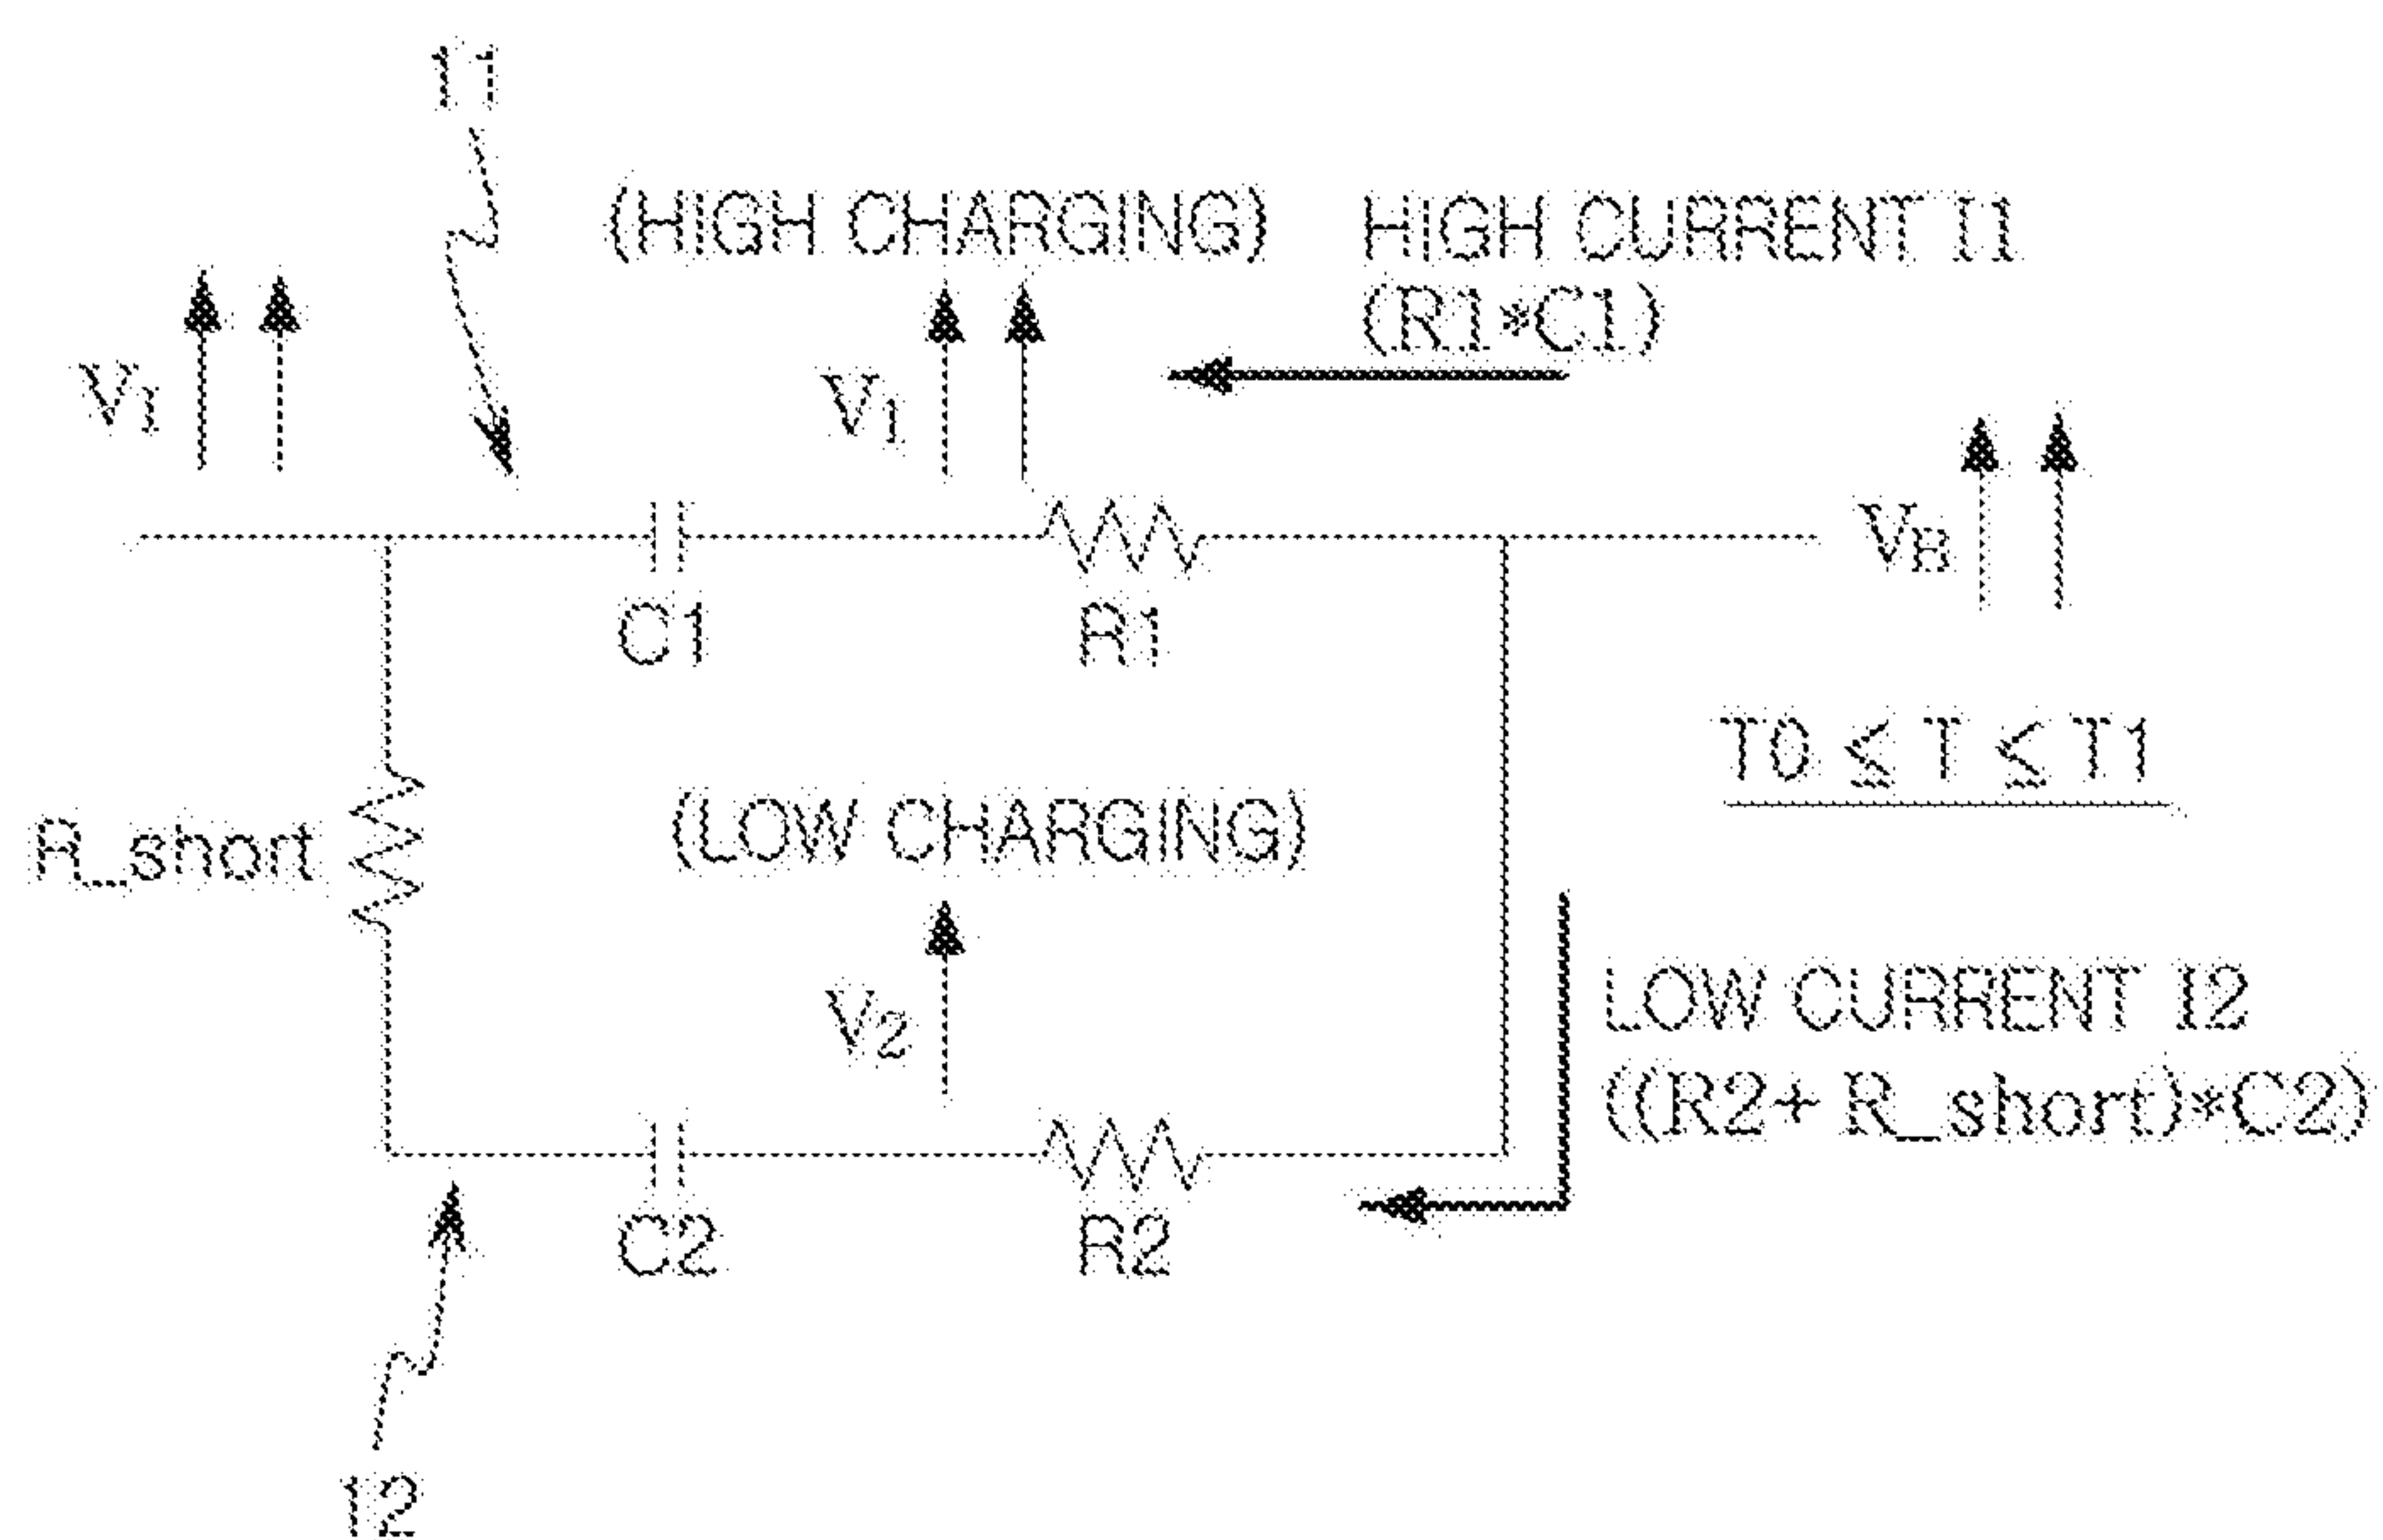 11
(HIGH CHARGING)
HIGH CURRENT I1
(R1*C1)
VI
V1
VB
C1
R1
T0 ≦ T ≦ T1
R_short
(LOW CHARGING)
V2
LOW CURRENT I2
((R2+ R_short)*C2)
C2
R2
12